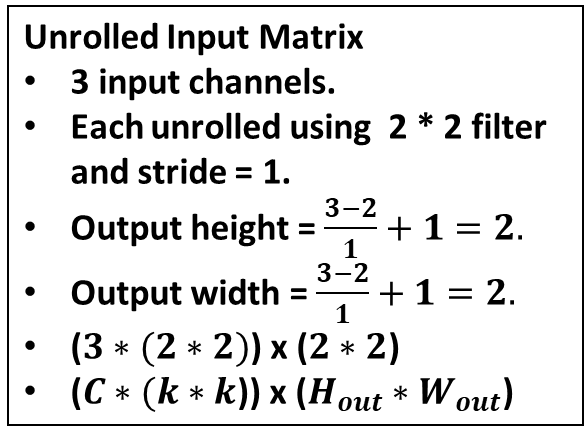 Unrolled Input Matrix
• 3 input channels.
• Each unrolled using 2 * 2 filter
and stride = 1.
• Output height = \frac{3-2}{1} + 1 = 2.
• Output width = \frac{3-2}{1} + 1 = 2.
• (3 * (2 * 2)) x (2 * 2)
• (C * (k * k)) x (H_{out} * W_{out})